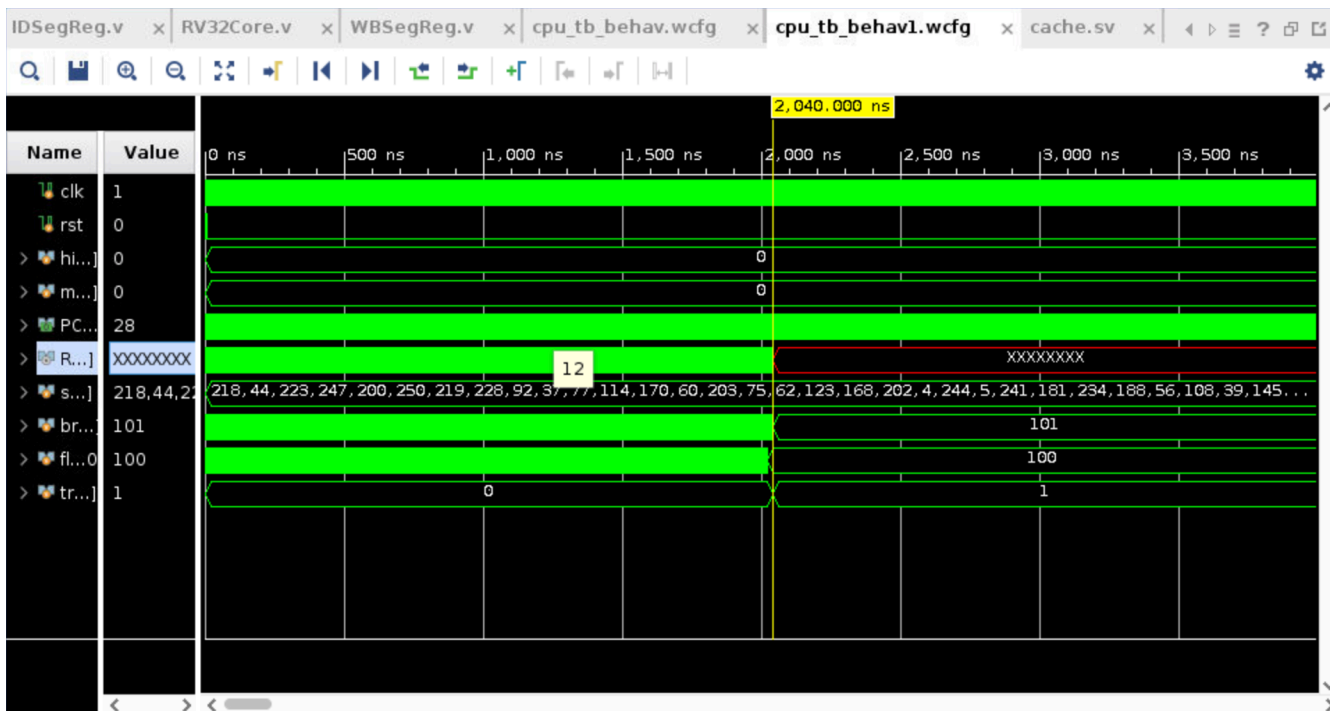 IDSegReg.v × RV32Core.v × WBSegReg.v × cpu_tb_behav.wcfg × cpu_tb_behav1.wcfg × cache.sv ×
2,040.000 ns
Name Value 0 ns 500 ns 1,000 ns 1,500 ns 2,000 ns 2,500 ns 3,000 ns 3,500 ns
clk 1
rst 0
hi...] 0 0
m...] 0 0
PC... 28
R...] XXXXXXXX XXXXXXXX
12
s...] 218,44,22 218,44,223,247,200,250,219,228,92,37,77,114,170,60,203,75,62,123,168,202,4,244,5,241,181,234,188,56,108,39,145...
br...] 101 101
fl...0 100 100
tr...] 1 0 1